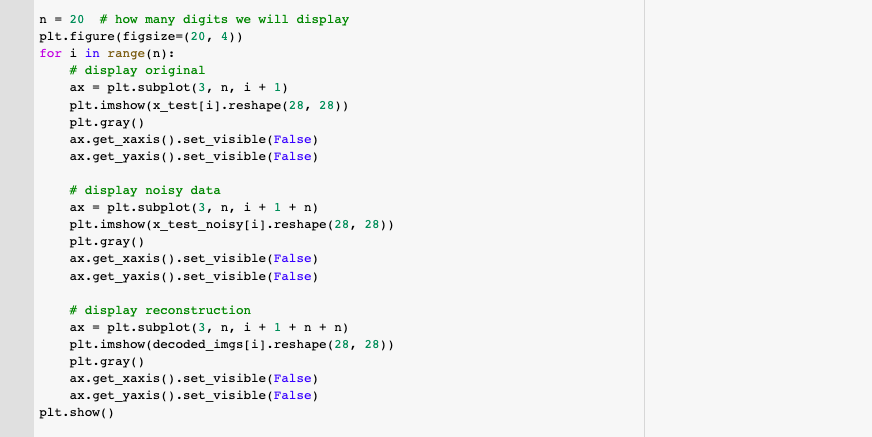 n = 20  # how many digits we will display
plt.figure(figsize=(20, 4))
for i in range(n):
    # display original
    ax = plt.subplot(3, n, i + 1)
    plt.imshow(x_test[i].reshape(28, 28))
    plt.gray()
    ax.get_xaxis().set_visible(False)
    ax.get_yaxis().set_visible(False)

    # display noisy data
    ax = plt.subplot(3, n, i + 1 + n)
    plt.imshow(x_test_noisy[i].reshape(28, 28))
    plt.gray()
    ax.get_xaxis().set_visible(False)
    ax.get_yaxis().set_visible(False)

    # display reconstruction
    ax = plt.subplot(3, n, i + 1 + n + n)
    plt.imshow(decoded_imgs[i].reshape(28, 28))
    plt.gray()
    ax.get_xaxis().set_visible(False)
    ax.get_yaxis().set_visible(False)
plt.show()